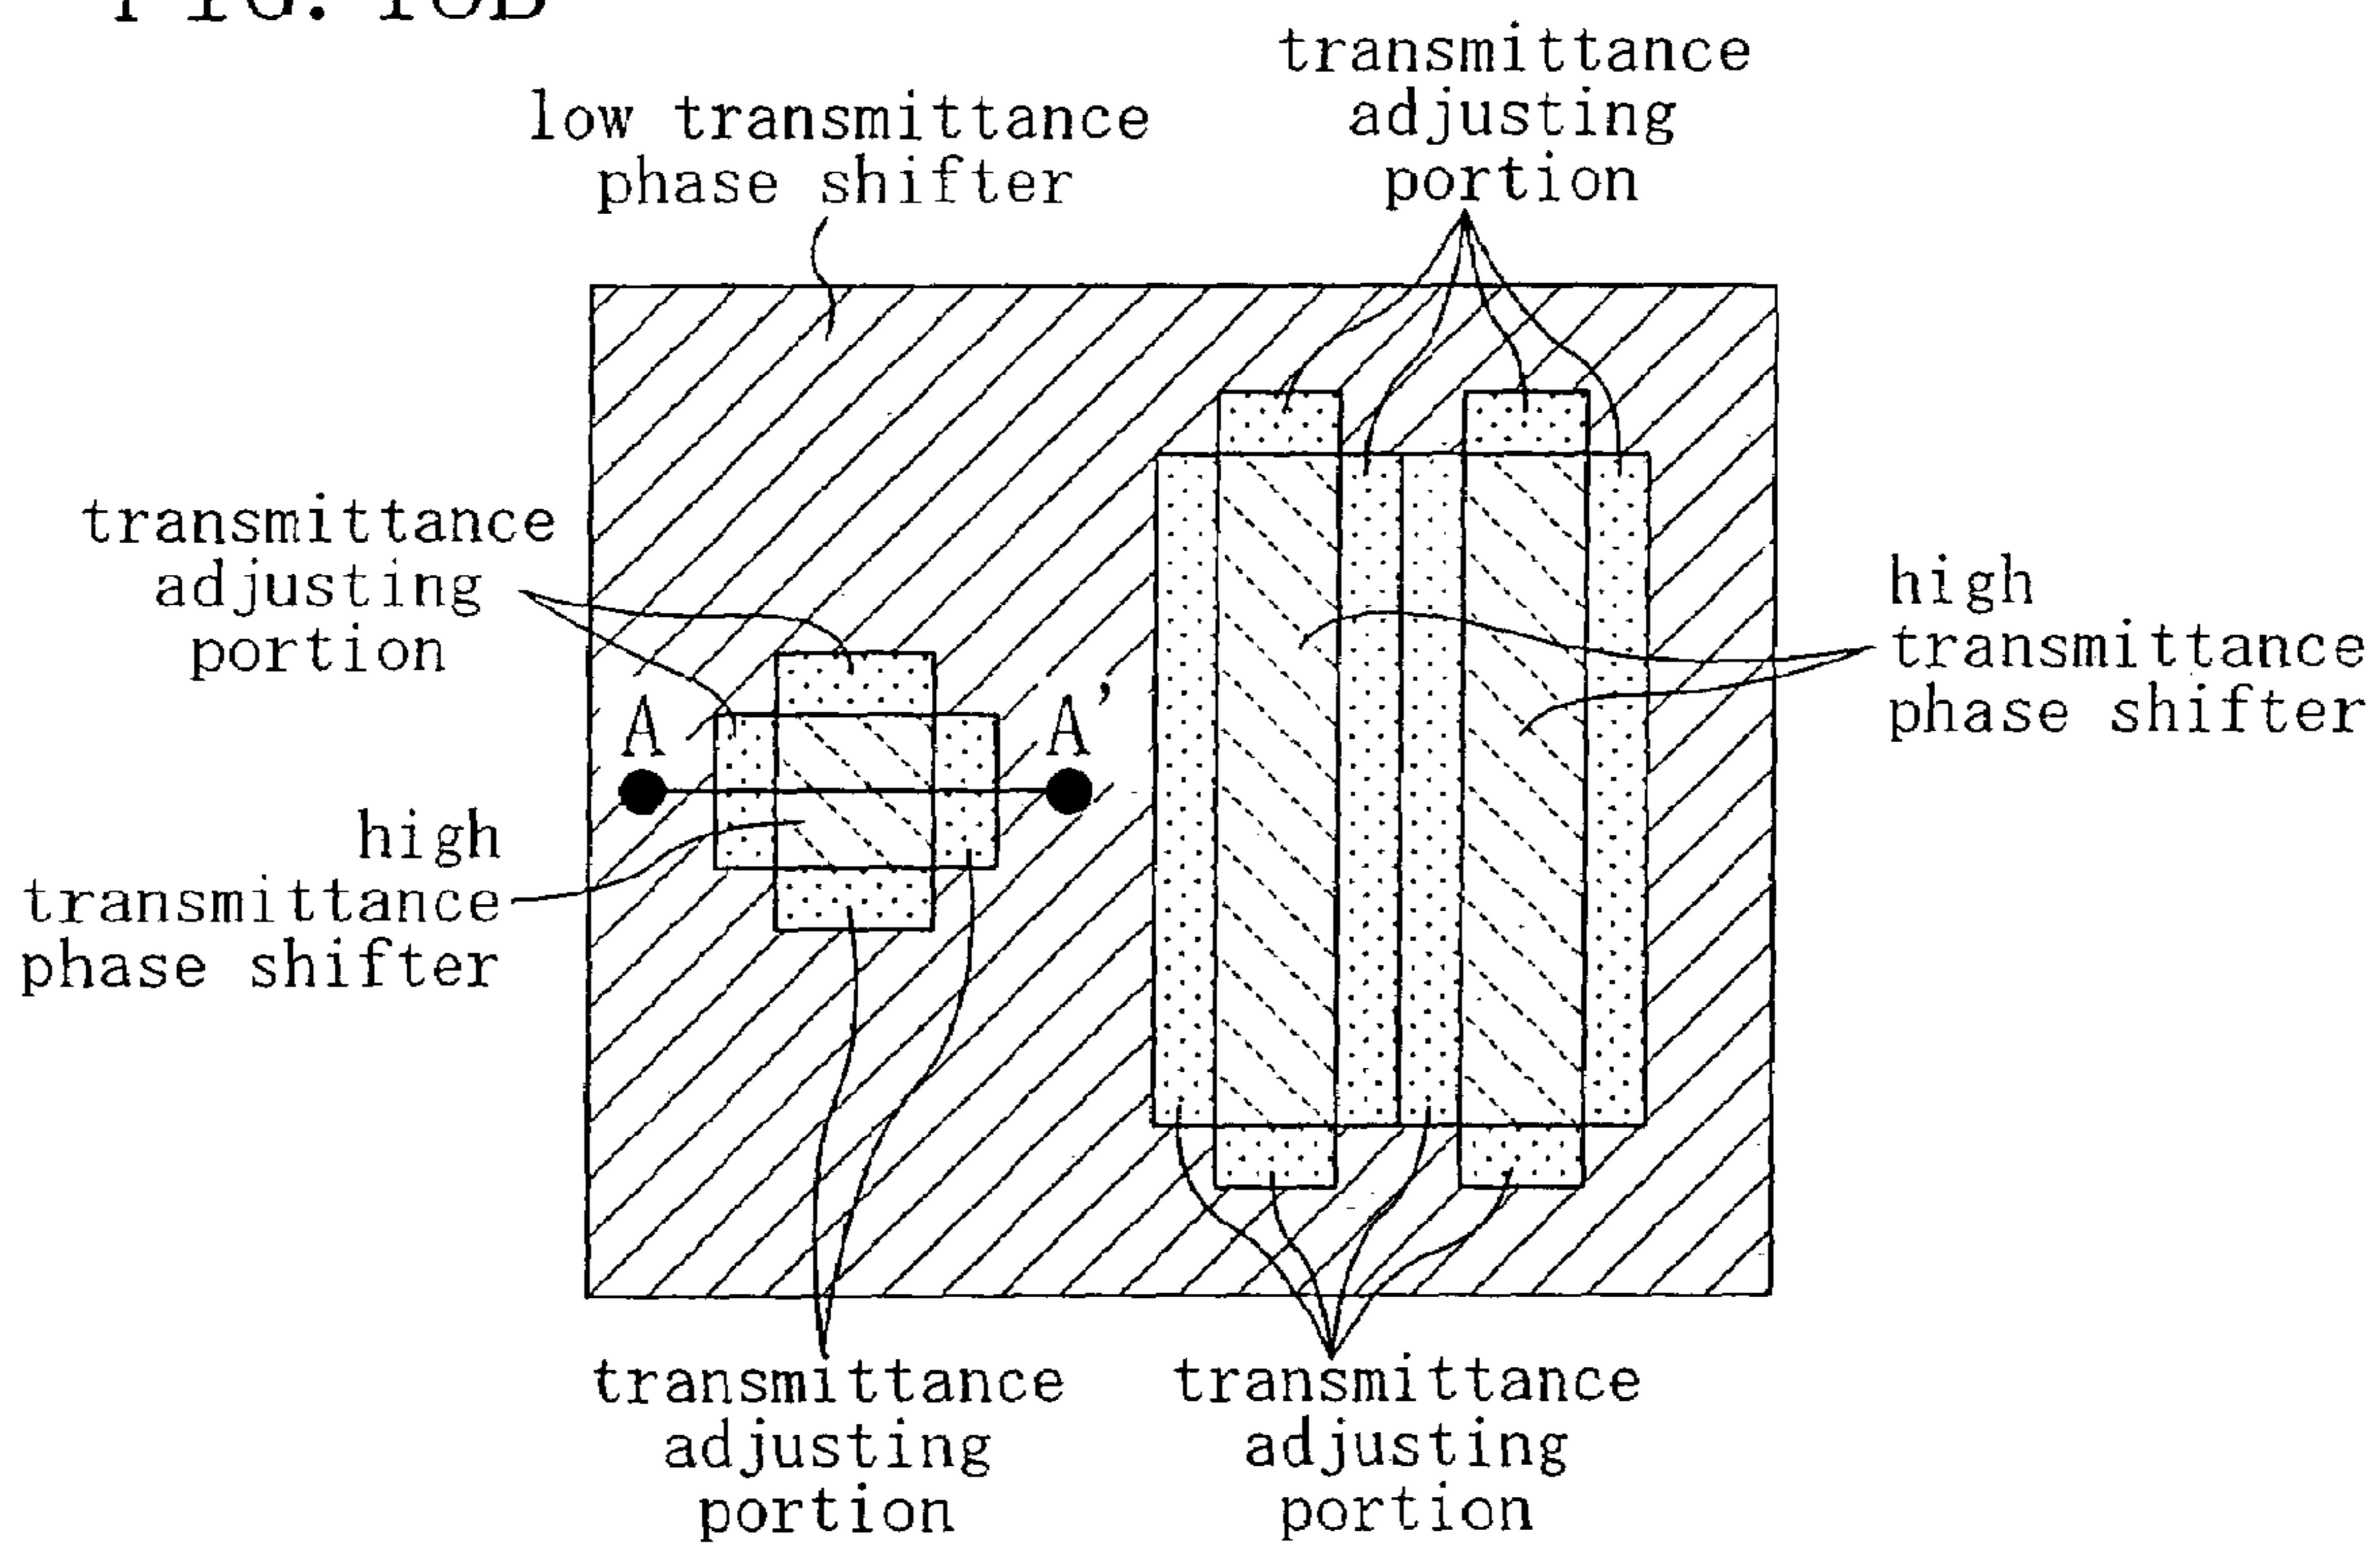 transmittance
adjusting
portion
low transmittance
phase shifter
transmittance
adjusting
portion
high
transmittance
phase shifter
A
A'
high
transmittance
phase shifter
transmittance
adjusting
portion
transmittance
adjusting
portion